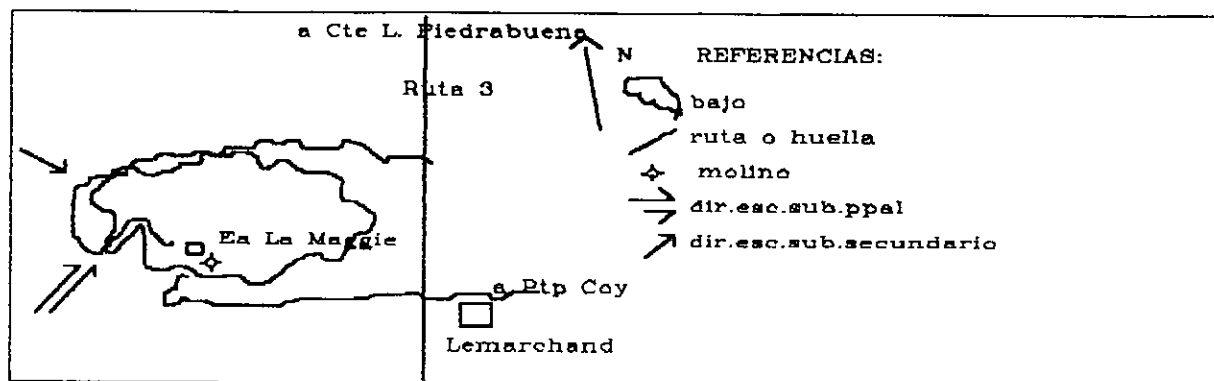 a Cte L. Piedrabuena
Ruta 3
N
REFERENCIAS:
bajo
ruta o huella
molino
dir.esc.sub.ppal
dir.esc.sub.secundario
Ea La Maggie
a Ptp Coy
Lemarchand